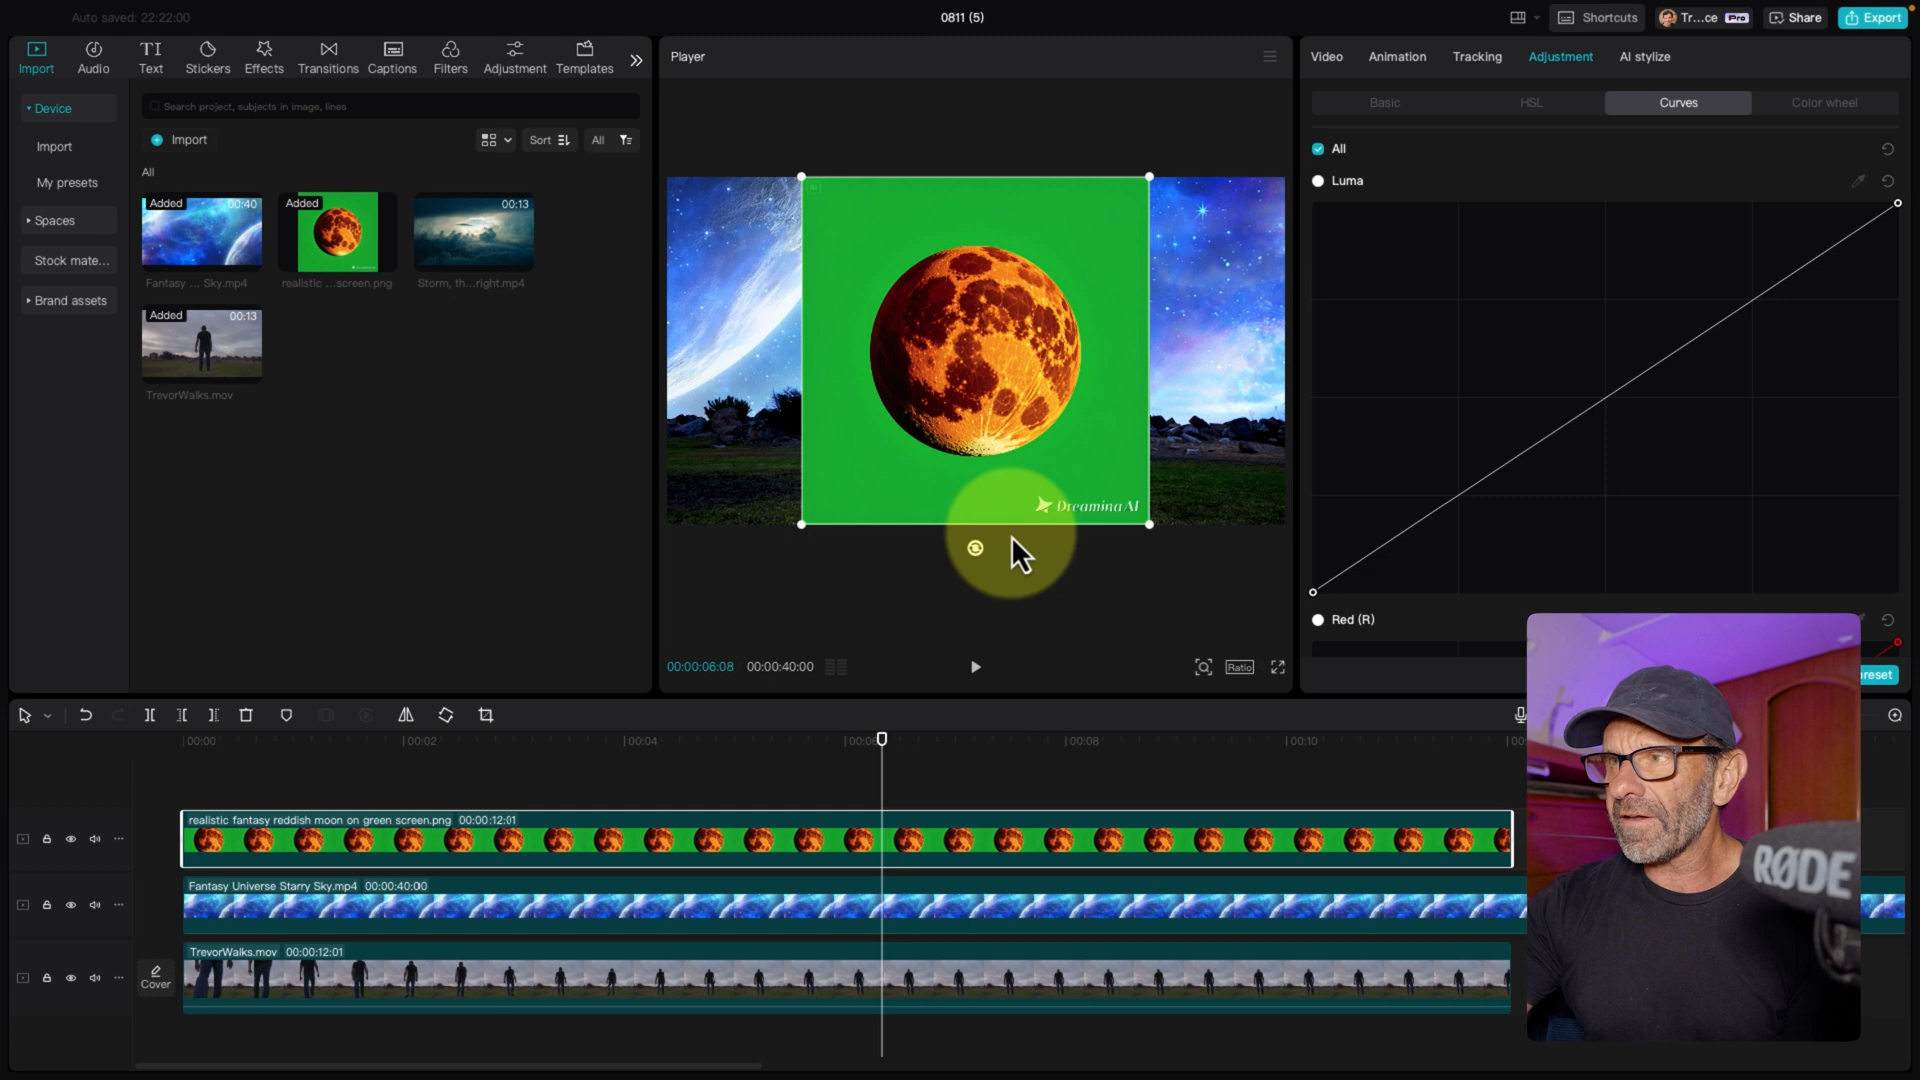 Auto saved: 22:22:00
0811 (5)
Shortcuts
Tr...ce
Pro
Share
Export
Import
Audio
Text
Stickers
Effects
Transitions
Captions
Filters
Adjustment
Templates
Device
Import
My presets
Spaces
Stock mate...
Brand assets
Search project, subjects in image, lines
Import
Sort
All
All
Added
00:40
Fantasy ... Sky.mp4
Added
realistic ...screen.png
00:13
Storm, th...right.mp4
Added
00:13
TrevorWalks.mov
Player
Dreamina AI
00:00:06:08
00:00:40:00
Ratio
Video
Animation
Tracking
Adjustment
AI stylize
Basic
HSL
Curves
Color wheel
All
Luma
Red (R)
preset
00:00
00:02
00:04
00:08
00:10
realistic fantasy reddish moon on green screen.png 00:00:12:01
Fantasy Universe Starry Sky.mp4 00:00:40:00
TrevorWalks.mov 00:00:12:01
Cover
RØDE